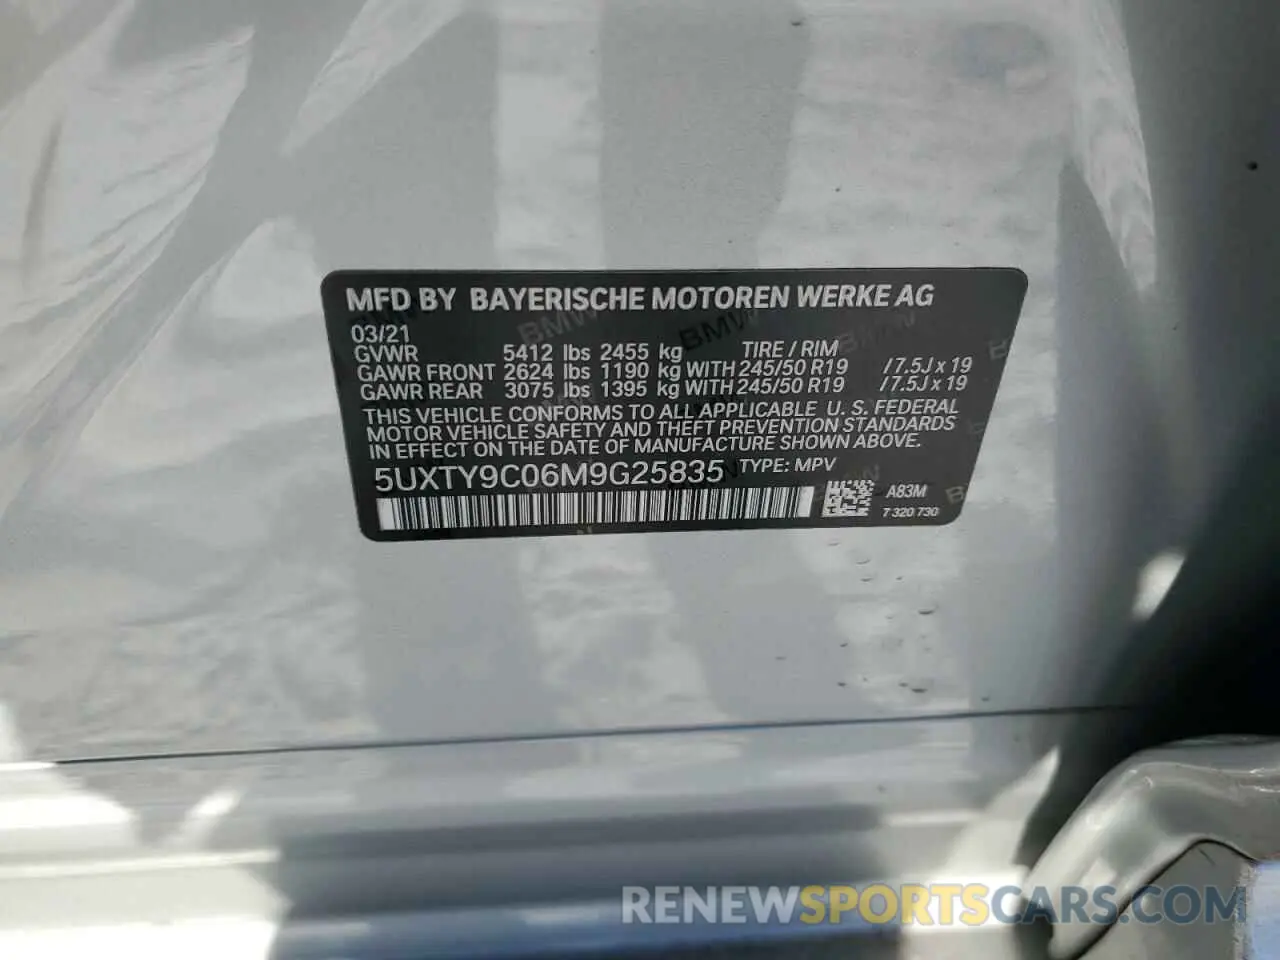 MFD BY BAYERISCHE MOTOREN WERKE AG
03/21
GVWR 5412 lbs 2455 kg TIRE / RIM
GAWR FRONT 2624 lbs 1190 kg WITH 245/50 R19 / 7.5J x 19
GAWR REAR 3075 lbs 1395 kg WITH 245/50 R19 / 7.5J x 19
THIS VEHICLE CONFORMS TO ALL APPLICABLE U. S. FEDERAL
MOTOR VEHICLE SAFETY AND THEFT PREVENTION STANDARDS
IN EFFECT ON THE DATE OF MANUFACTURE SHOWN ABOVE.
5UXTY9C06M9G25835 TYPE: MPV
A83M
7 320 730
RENEWSPORTSCARS.COM